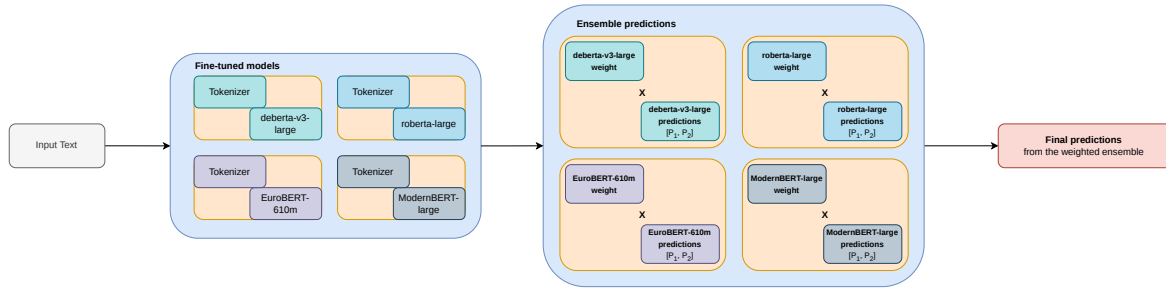 Input Text
Fine-tuned models
Tokenizer
deberta-v3-
large
Tokenizer
roberta-large
Tokenizer
EuroBERT-
610m
Tokenizer
ModernBERT-
large
Ensemble predictions
deberta-v3-large
weight
X
deberta-v3-large
predictions
[P₁, P₂]
roberta-large
weight
X
roberta-large
predictions
[P₁, P₂]
EuroBERT-610m
weight
X
EuroBERT-610m
predictions
[P₁, P₂]
ModernBERT-large
weight
X
ModernBERT-large
predictions
[P₁, P₂]
Final predictions
from the weighted ensemble